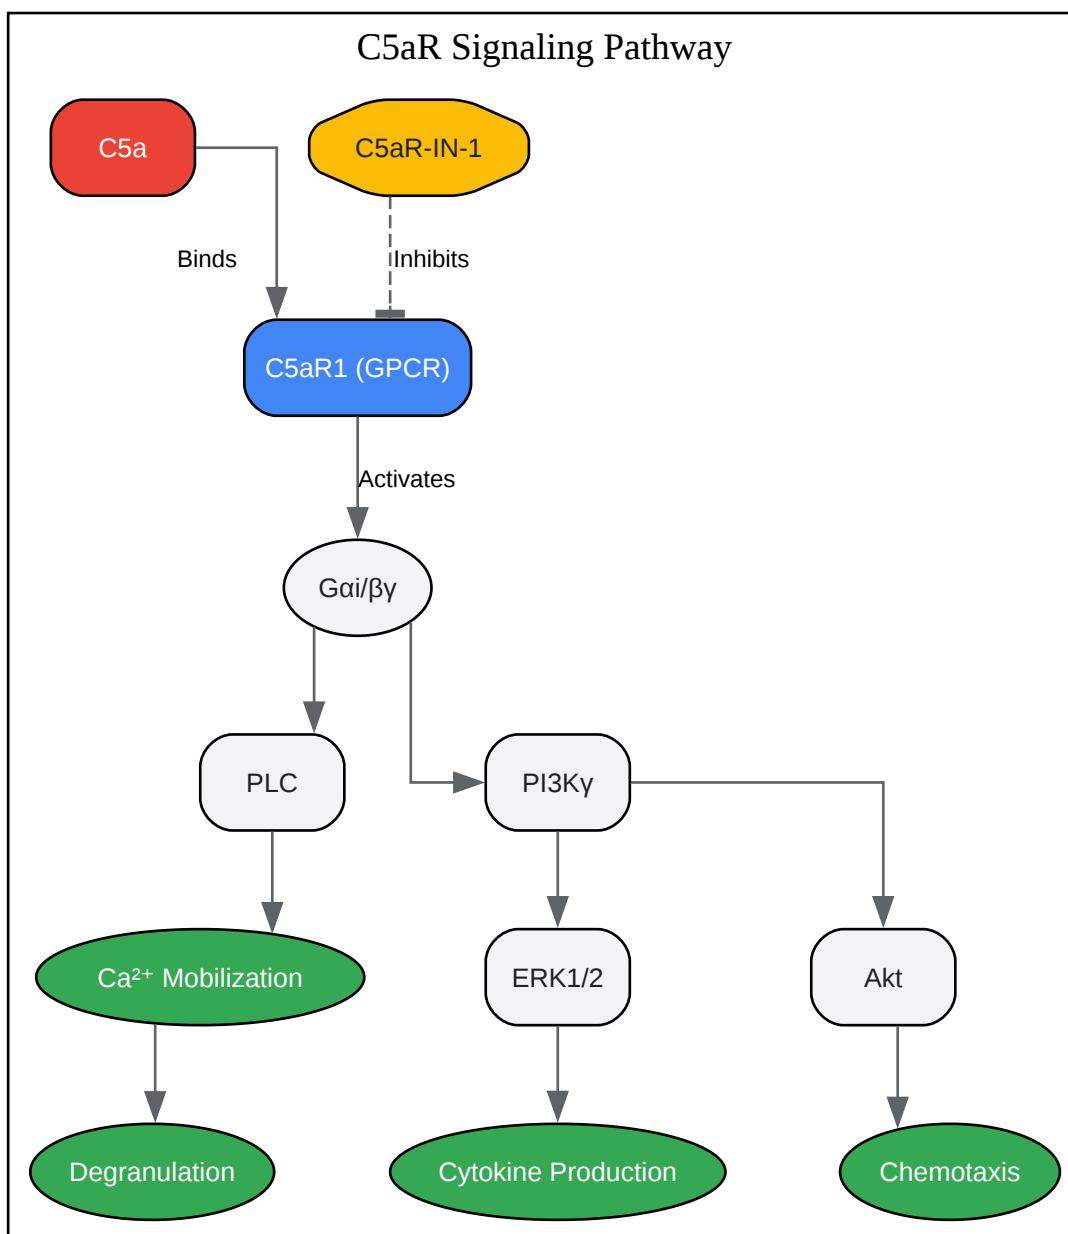 C5aR Signaling Pathway
C5a
C5aR-IN-1
Binds
Inhibits
C5aR1 (GPCR)
Activates
Gαi/βγ
PLC
PI3Kγ
Ca²⁺ Mobilization
ERK1/2
Akt
Degranulation
Cytokine Production
Chemotaxis